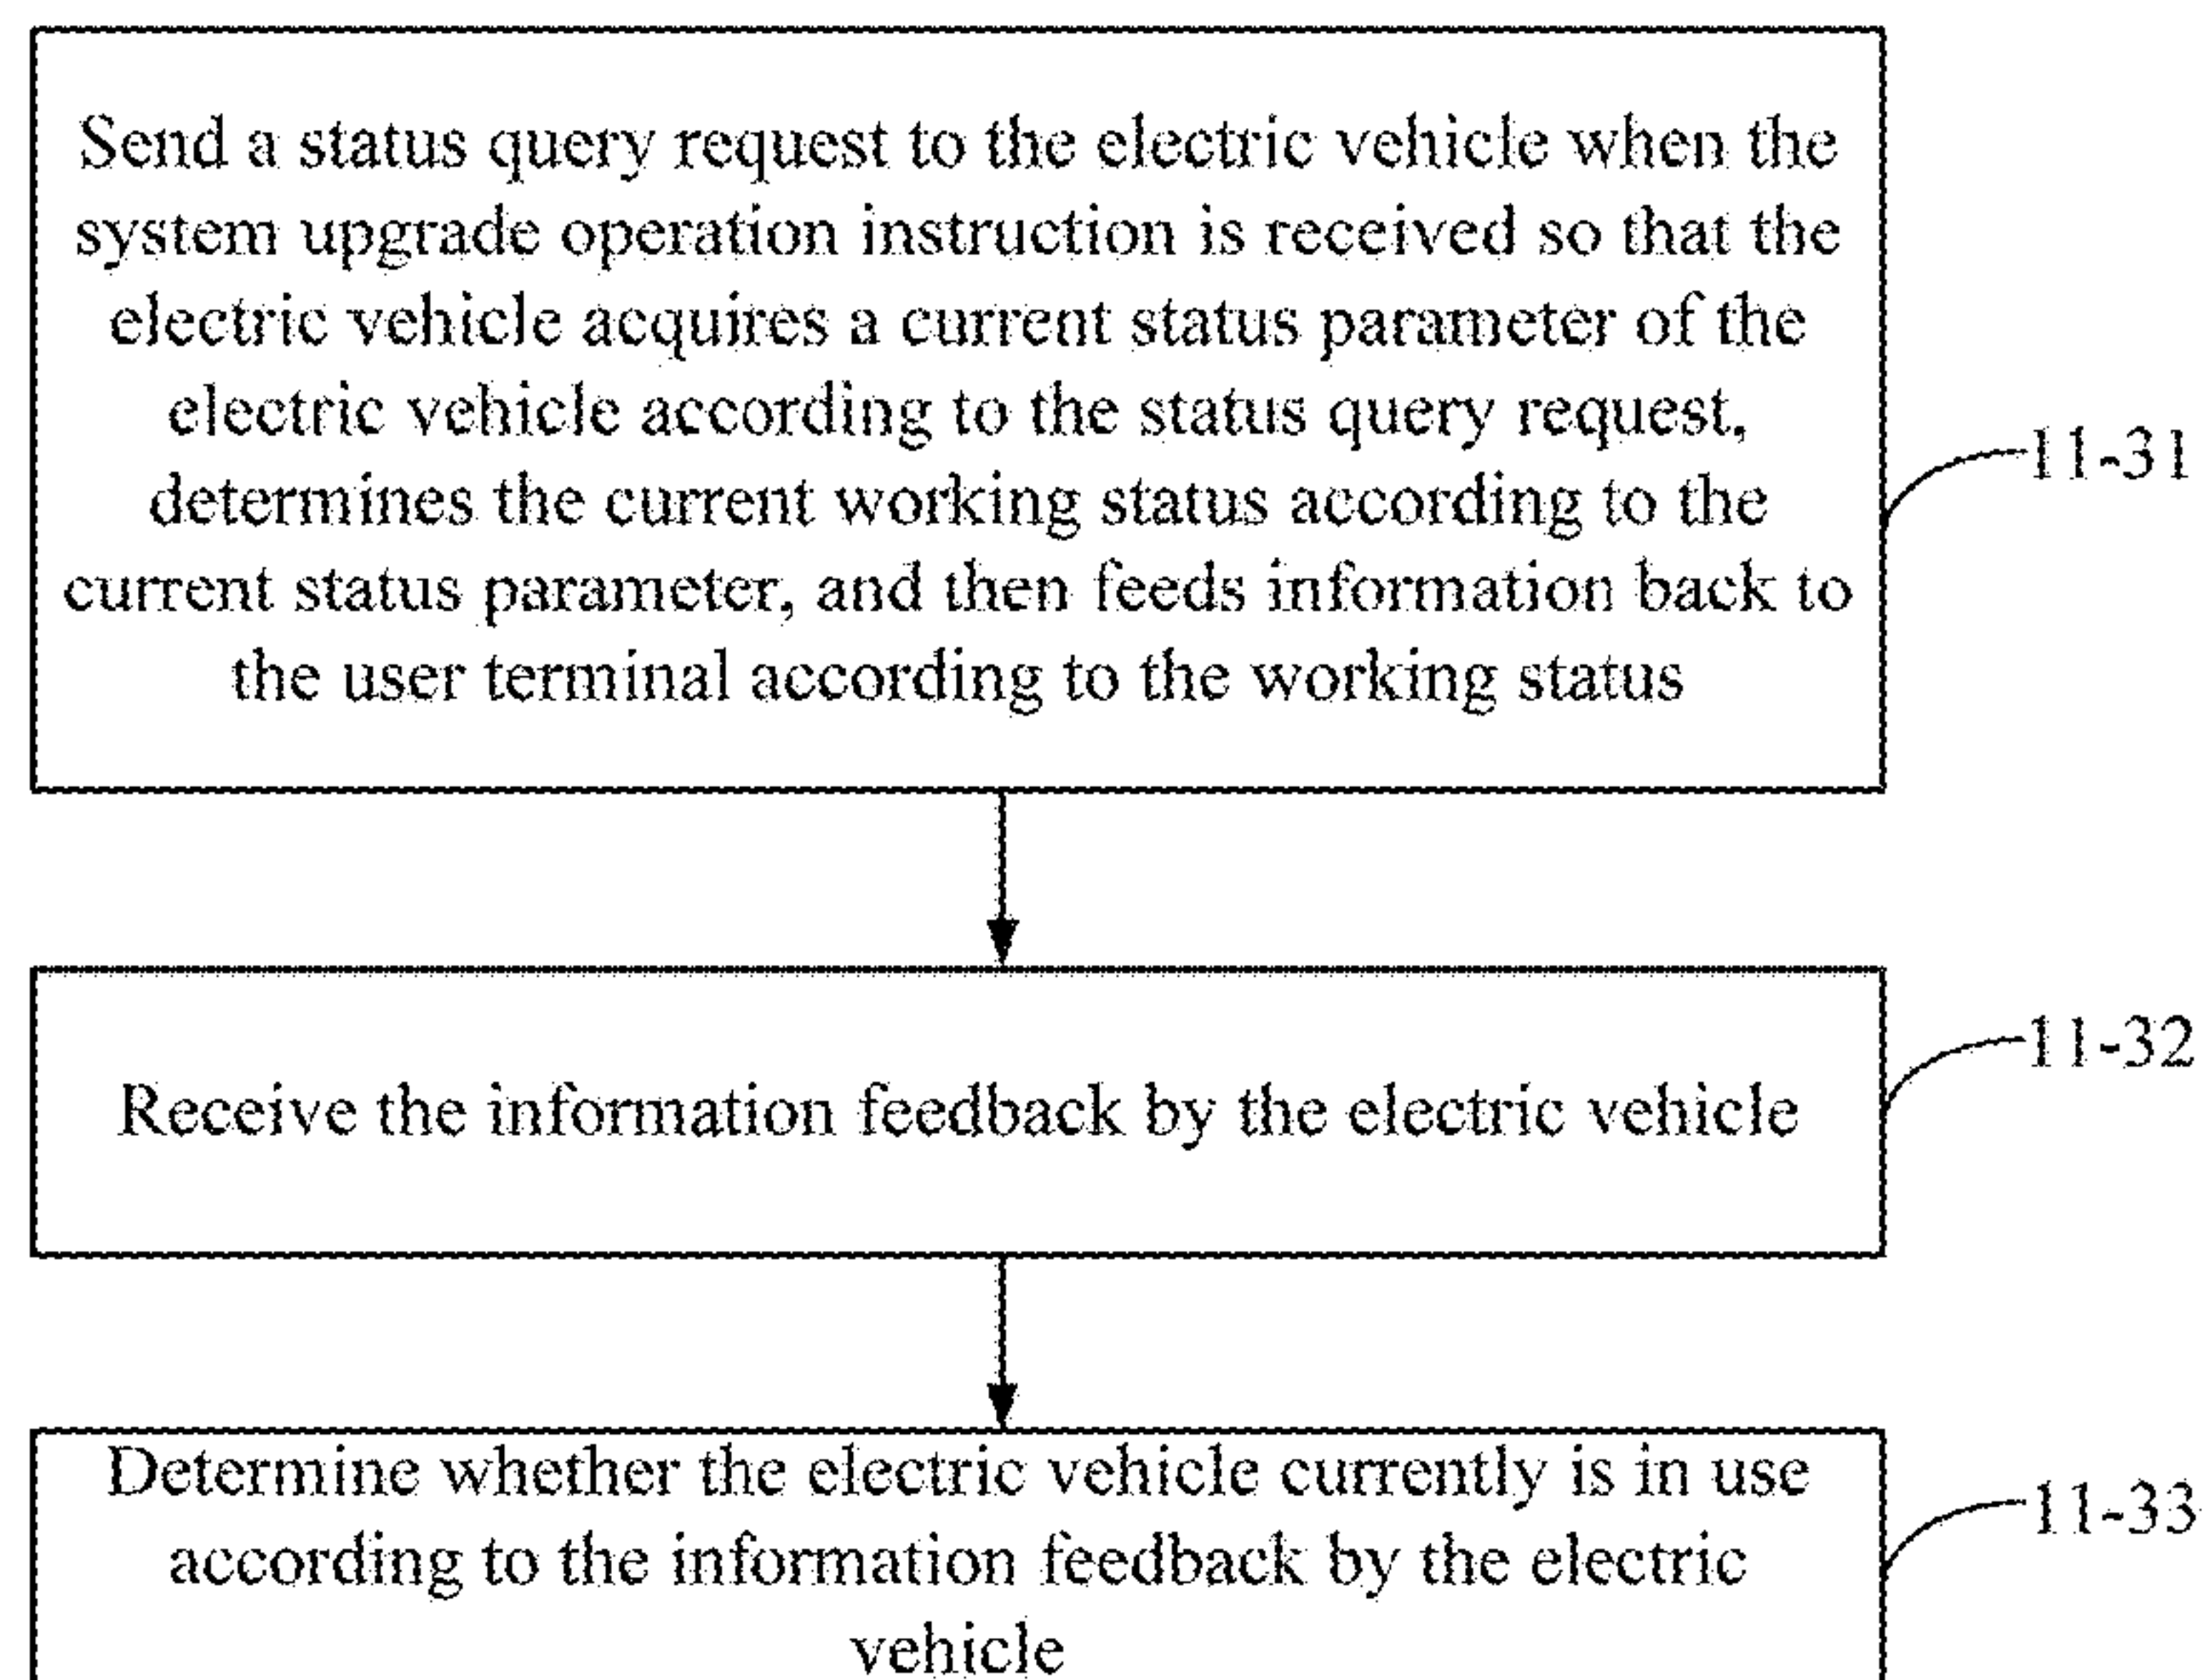 Send a status query request to the electric vehicle when the
system upgrade operation instruction is received so that the
electric vehicle acquires a current status parameter of the
electric vehicle according to the status query request,
determines the current working status according to the
current status parameter, and then feeds information back to
the user terminal according to the working status
11-31
Receive the information feedback by the electric vehicle
11-32
Determine whether the electric vehicle currently is in use
according to the information feedback by the electric
vehicle
11-33